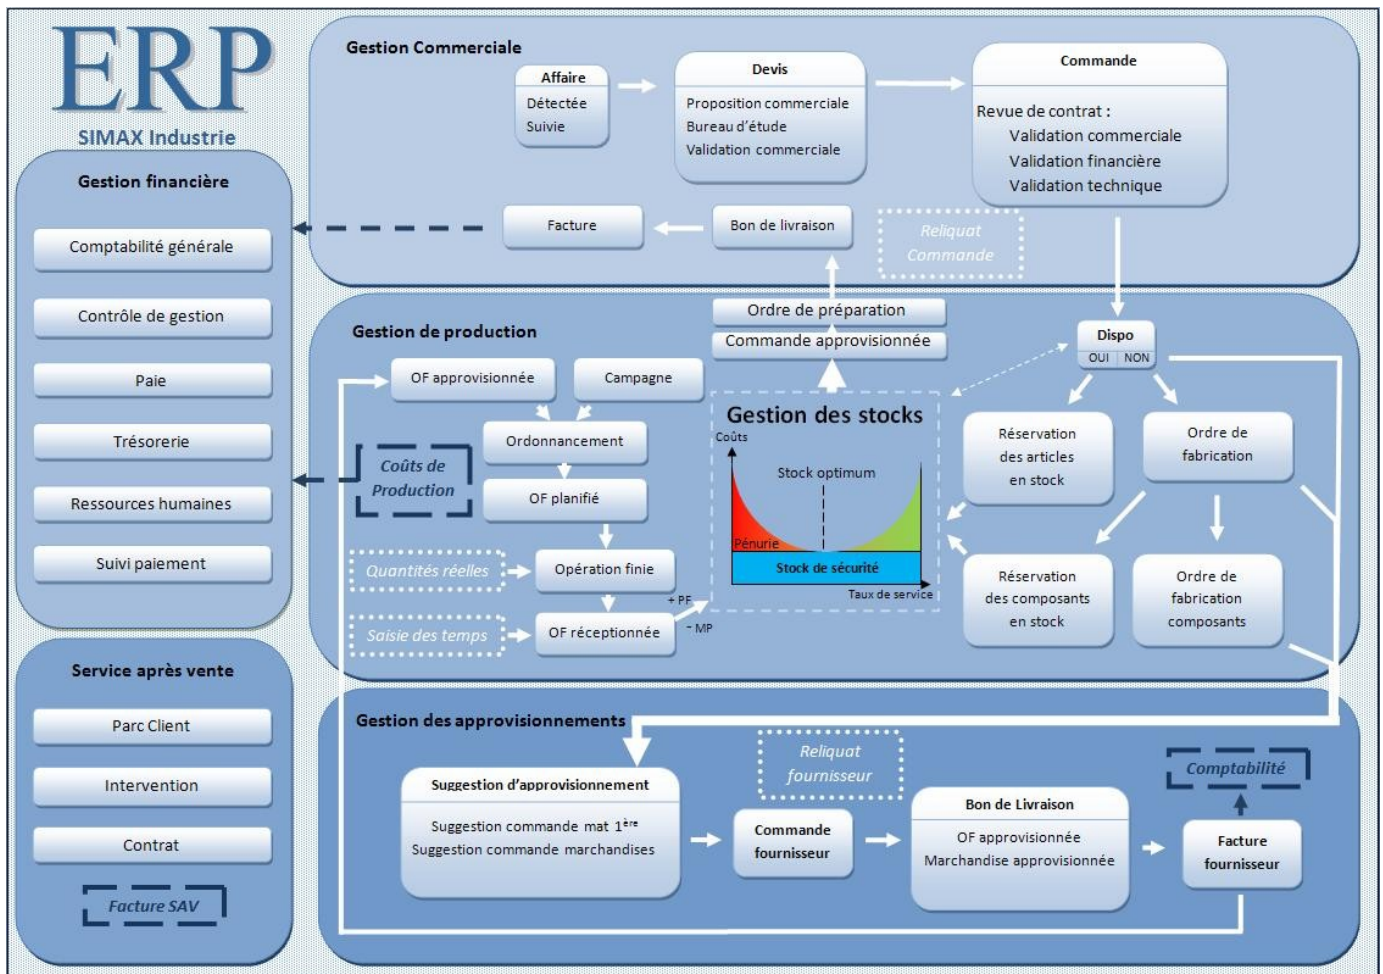 ERP
SIMAX Industrie
Gestion financière
Comptabilité générale
Contrôle de gestion
Paie
Trésorerie
Ressources humaines
Suivi paiement
Service après vente
Parc Client
Intervention
Contrat
Facture SAV
Gestion Commerciale
Affaire
Détectée
Suivie
Devis
Proposition commerciale
Bureau d'étude
Validation commerciale
Commande
Revue de contrat :
Validation commerciale
Validation financière
Validation technique
Facture
Bon de livraison
Reliquat
Commande
Gestion de production
Ordre de préparation
Commande approvisionnée
Dispo
OUI NON
OF approvisionnée
Campagne
Ordonnancement
Coûts de
Production
OF planifié
Quantités réelles
Opération finie
Saisie des temps
OF réceptionnée
+ PF
- MP
Gestion des stocks
Coûts
Stock optimum
Pénurie
Stock de sécurité
Taux de service
Réservation
des articles
en stock
Ordre de
fabrication
Réservation
des composants
en stock
Ordre de
fabrication
composants
Gestion des approvisionnements
Reliquat
fournisseur
Suggestion d'approvisionnement
Suggestion commande mat 1ère
Suggestion commande marchandises
Commande
fournisseur
Bon de Livraison
OF approvisionnée
Marchandise approvisionnée
Comptabilité
Facture
fournisseur